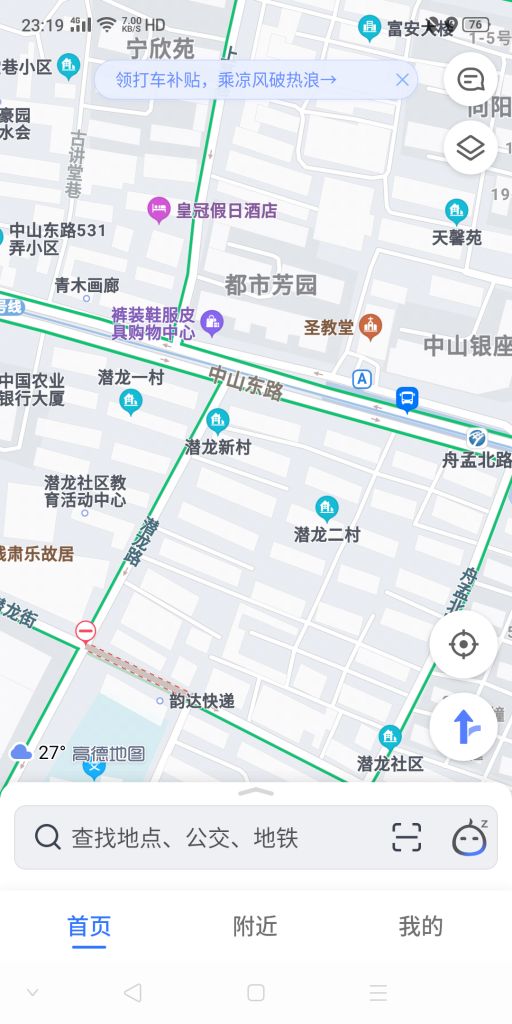 23:19 4G 7.00 KB/S HD 76
宁欣苑
富安大楼
1-5号
巷小区
领打车补贴，乘凉风破热浪→
豪园
水会
向阳
古讲堂巷
19
皇冠假日酒店
中山东路531
弄小区
天馨苑
青木画廊
都市芳园
号线
裤装鞋服皮
具购物中心
圣教堂
中山银座
中国农业
银行大厦
潜龙一村
中山东路
A
潜龙新村
舟孟北路
潜龙社区教
育活动中心
潜龙二村
潜龙路
钱肃乐故居
舟孟北
潜龙街
韵达快递
27°
高德地图
潜龙社区
查找地点、公交、地铁
z
首页 附近 我的